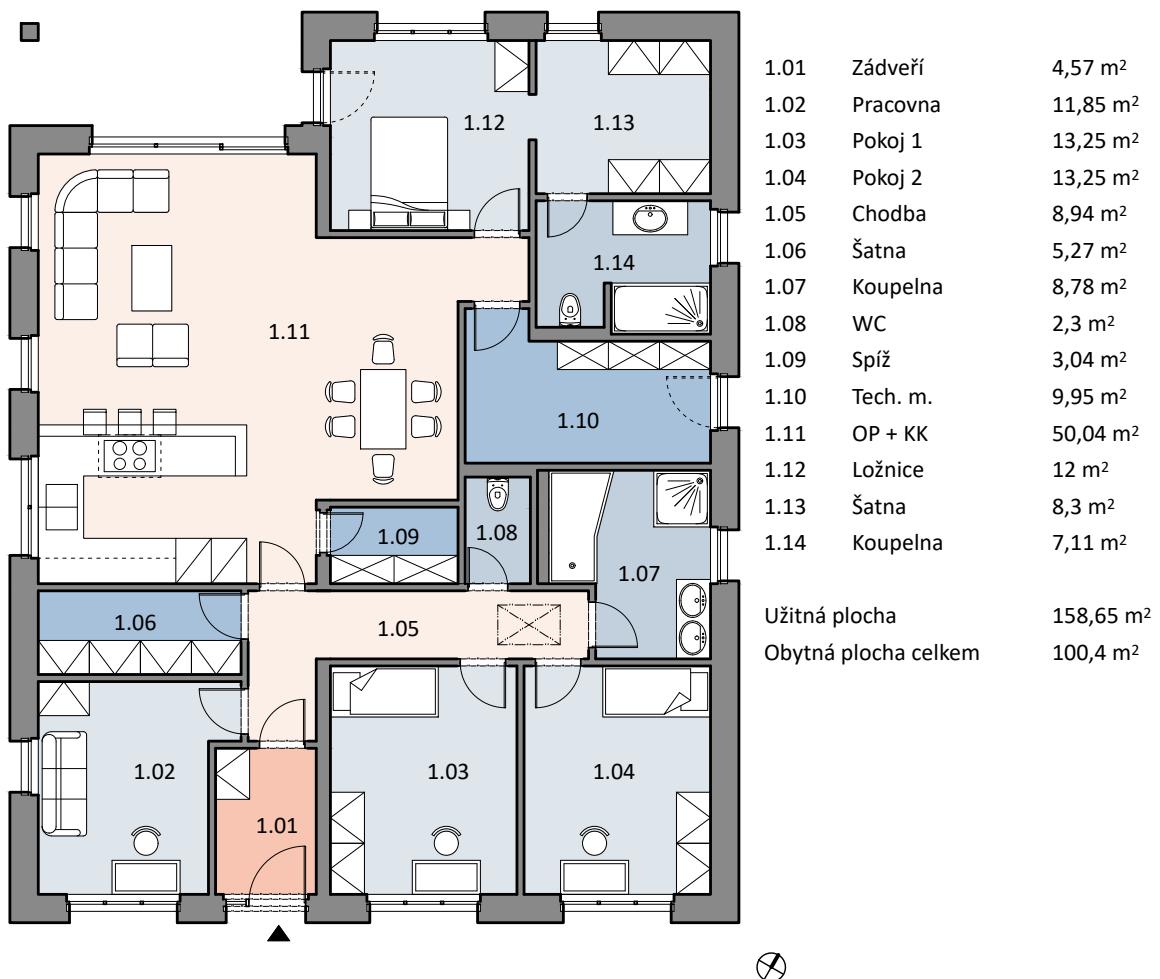 1.12
1.13
1.14
1.11
1.10
1.09
1.08
1.07
1.06
1.05
1.02
1.03
1.04
1.01
1.01 Zádveří 4,57 m²
1.02 Pracovna 11,85 m²
1.03 Pokoj 1 13,25 m²
1.04 Pokoj 2 13,25 m²
1.05 Chodba 8,94 m²
1.06 Šatna 5,27 m²
1.07 Koupelna 8,78 m²
1.08 WC 2,3 m²
1.09 Spíž 3,04 m²
1.10 Tech. m. 9,95 m²
1.11 OP + KK 50,04 m²
1.12 Ložnice 12 m²
1.13 Šatna 8,3 m²
1.14 Koupelna 7,11 m²
Užitná plocha 158,65 m²
Obytná plocha celkem 100,4 m²